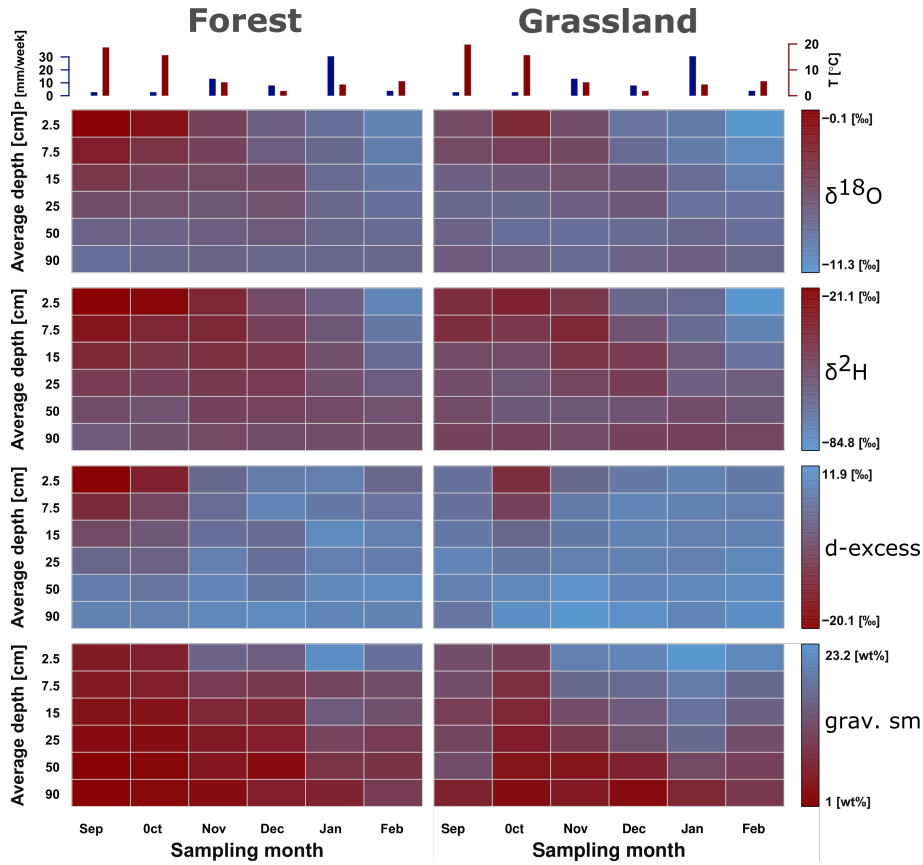 Forest Grassland
P [mm/week]
30
10
0
20
10
0
T [°C]
Average depth [cm]
2.5
7.5
15
25
50
90
−0.1 [‰]
δ18O
−11.3 [‰]
Average depth [cm]
2.5
7.5
15
25
50
90
−21.1 [‰]
δ2H
−84.8 [‰]
Average depth [cm]
2.5
7.5
15
25
50
90
11.9 [‰]
d-excess
−20.1 [‰]
Average depth [cm]
2.5
7.5
15
25
50
90
23.2 [wt%]
grav. sm
1 [wt%]
Sep 0ct Nov Dec Jan Feb Sep 0ct Nov Dec Jan Feb
Sampling month Sampling month